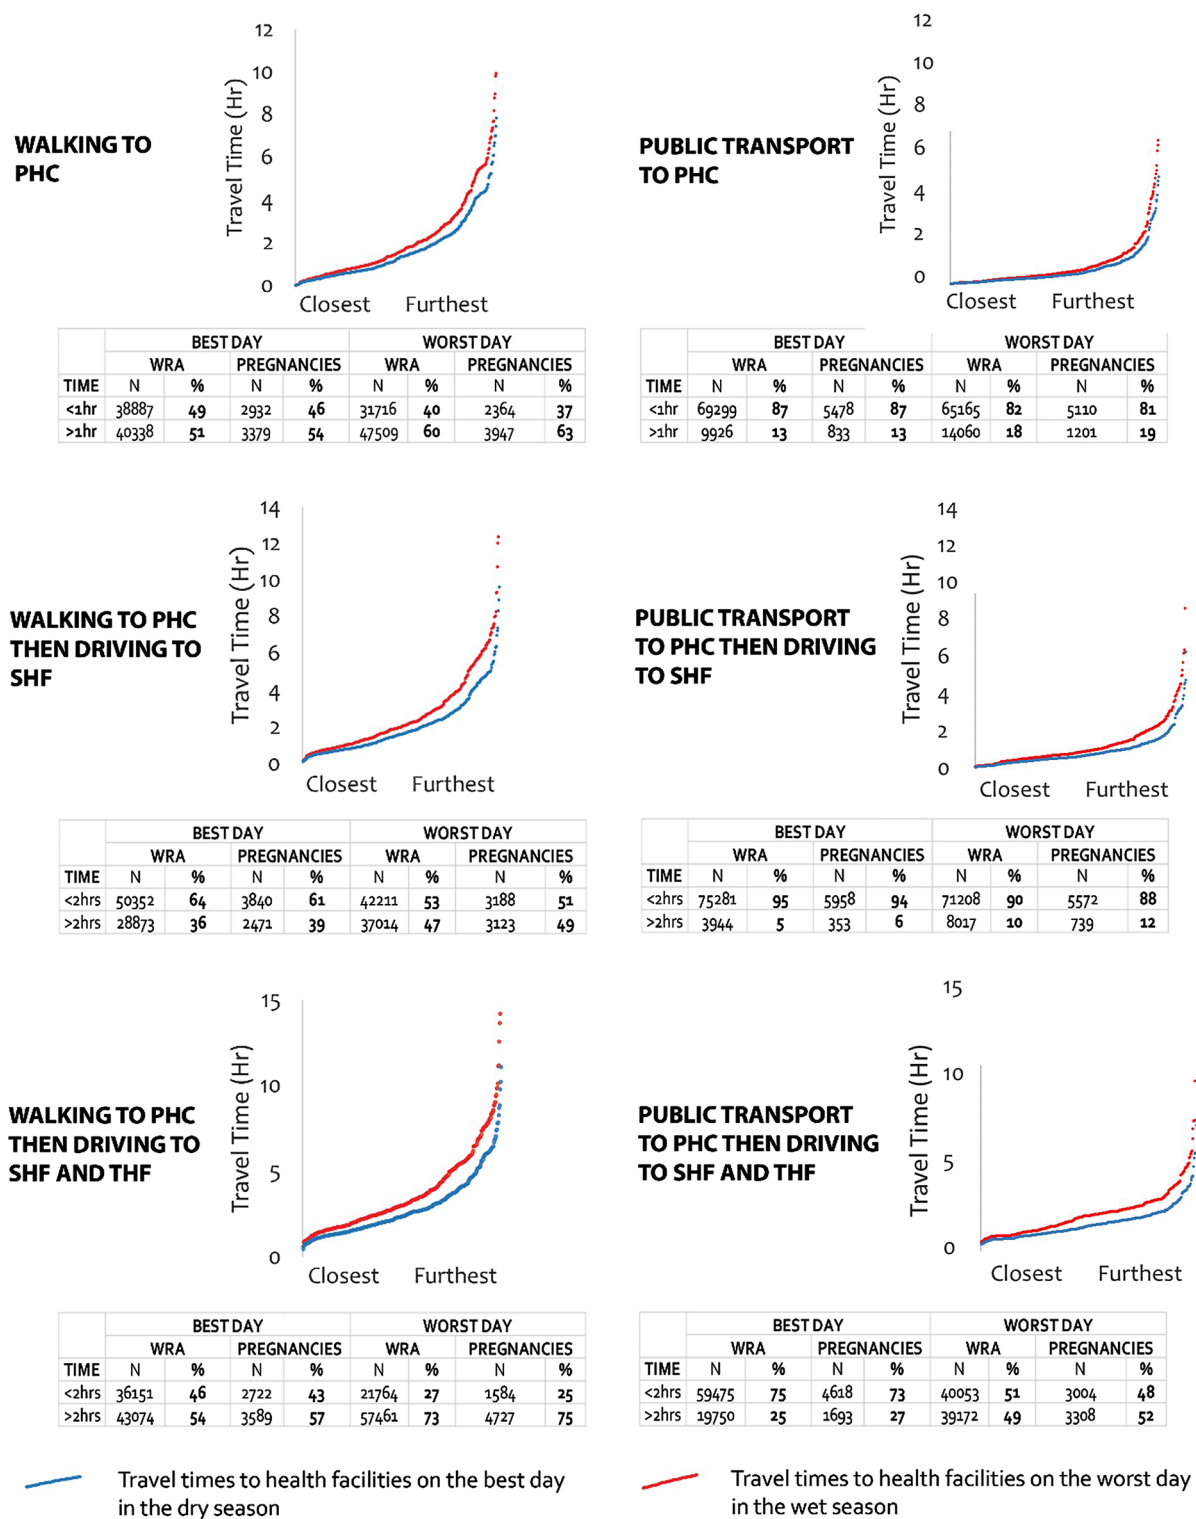 12
10
8
6
4
2
0
Travel Time (Hr)
WALKING TO
PHC
Closest Furthest
BEST DAY WORST DAY
WRA PREGNANCIES WRA PREGNANCIES
TIME N % N % N % N %
<1hr 38887 49 2932 46 31716 40 2364 37
>1hr 40338 51 3379 54 47509 60 3947 63
12
10
8
6
4
2
0
Travel Time (Hr)
PUBLIC TRANSPORT
TO PHC
Closest Furthest
BEST DAY WORST DAY
WRA PREGNANCIES WRA PREGNANCIES
TIME N % N % N % N %
<1hr 69299 87 5478 87 65165 82 5110 81
>1hr 9926 13 833 13 14060 18 1201 19
14
12
10
8
6
4
2
0
Travel Time (Hr)
WALKING TO PHC
THEN DRIVING TO
SHF
Closest Furthest
BEST DAY WORST DAY
WRA PREGNANCIES WRA PREGNANCIES
TIME N % N % N % N %
<2hrs 50352 64 3840 61 42211 53 3188 51
>2hrs 28873 36 2471 39 37014 47 3123 49
14
12
10
8
6
4
2
0
Travel Time (Hr)
PUBLIC TRANSPORT
TO PHC THEN DRIVING
TO SHF
Closest Furthest
BEST DAY WORST DAY
WRA PREGNANCIES WRA PREGNANCIES
TIME N % N % N % N %
<2hrs 75281 95 5958 94 71208 90 5572 88
>2hrs 3944 5 353 6 8017 10 739 12
15
10
5
0
Travel Time (Hr)
WALKING TO PHC
THEN DRIVING TO
SHF AND THF
Closest Furthest
BEST DAY WORST DAY
WRA PREGNANCIES WRA PREGNANCIES
TIME N % N % N % N %
<2hrs 36151 46 2722 43 21764 27 1584 25
>2hrs 43074 54 3589 57 57461 73 4727 75
15
10
5
0
Travel Time (Hr)
PUBLIC TRANSPORT
TO PHC THEN DRIVING
TO SHF AND THF
Closest Furthest
BEST DAY WORST DAY
WRA PREGNANCIES WRA PREGNANCIES
TIME N % N % N % N %
<2hrs 59475 75 4618 73 40053 51 3004 48
>2hrs 19750 25 1693 27 39172 49 3308 52
Travel times to health facilities on the best day
in the dry season
Travel times to health facilities on the worst day
in the wet season